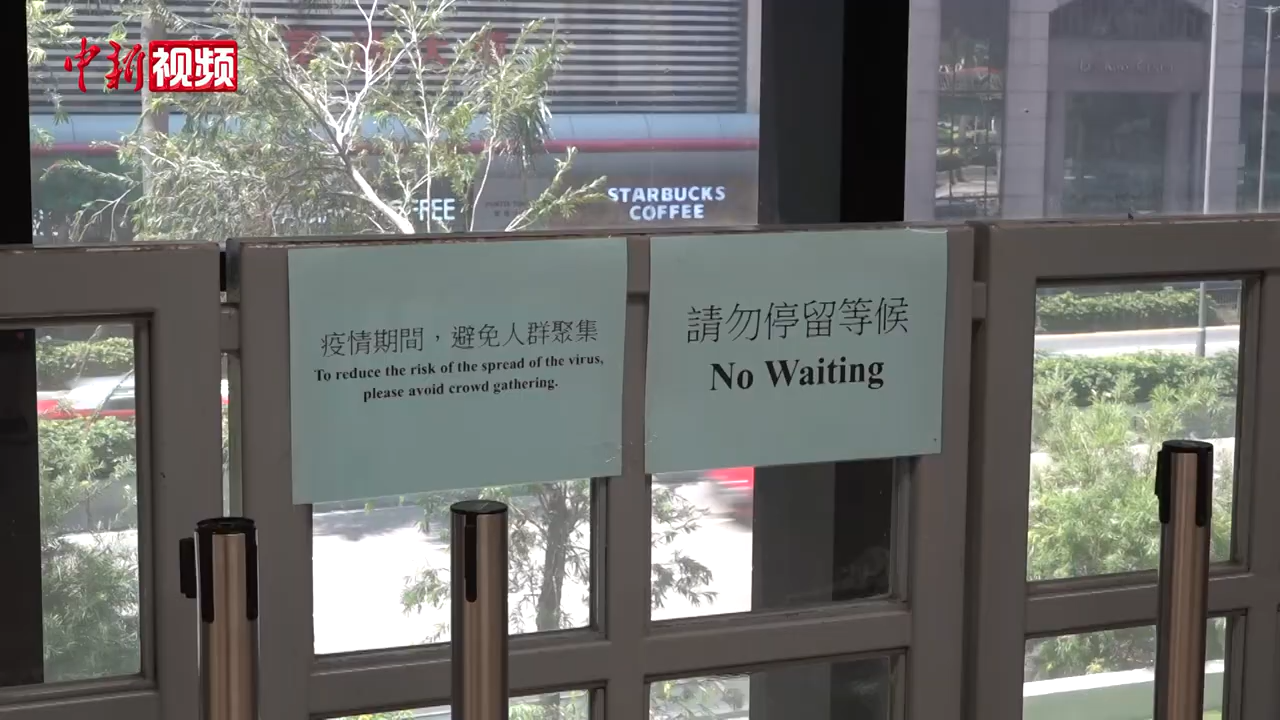 中新视频
FFEE
STARBUCKS
COFFEE
疫情期間，避免人群聚集
To reduce the risk of the spread of the virus,
please avoid crowd gathering.
請勿停留等候
No Waiting